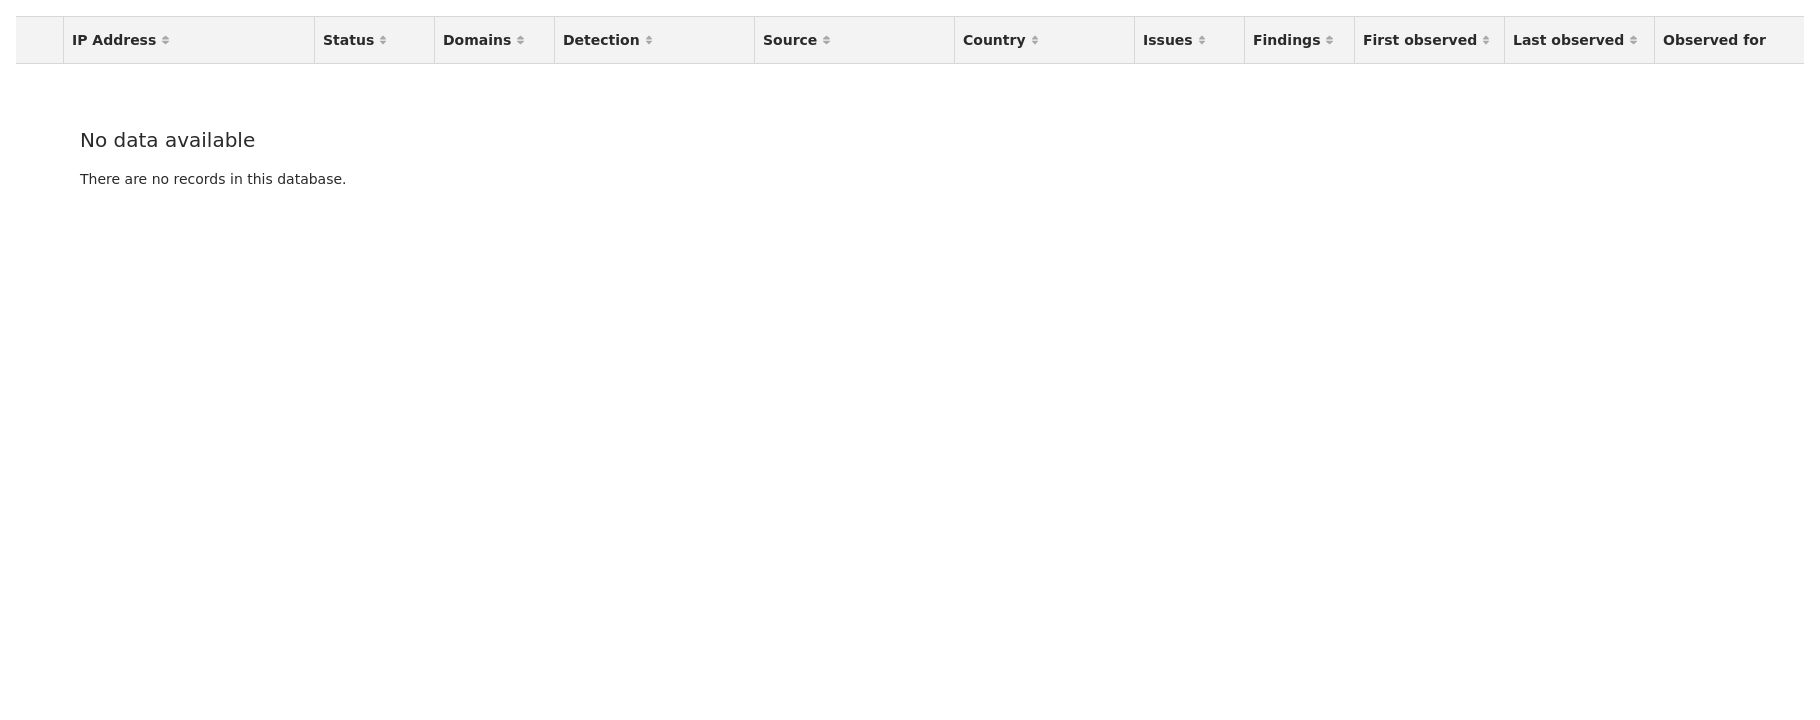 IP Address Status Domains Detection Source Country Issues Findings First observed Last observed Observed for
No data available
There are no records in this database.